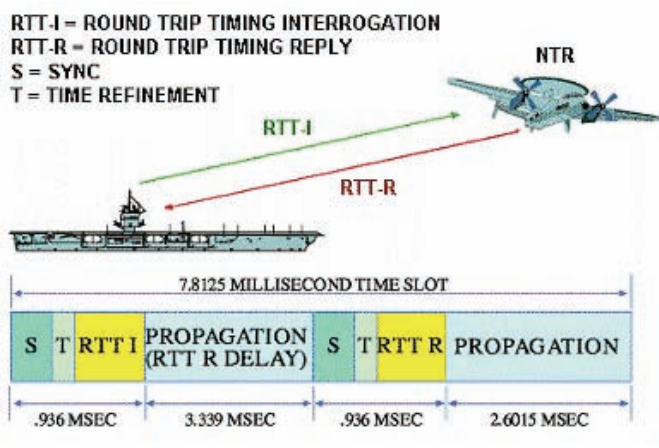 RTT-I = ROUND TRIP TIMING INTERROGATION
RTT-R = ROUND TRIP TIMING REPLY
S = SYNC
T = TIME REFINEMENT
NTR
RTT-I
RTT-R
7.8125 MILLISECOND TIME SLOT
S T RTT I PROPAGATION (RTT R DELAY) S T RTT R PROPAGATION
.936 MSEC 3.339 MSEC .936 MSEC 2.6015 MSEC